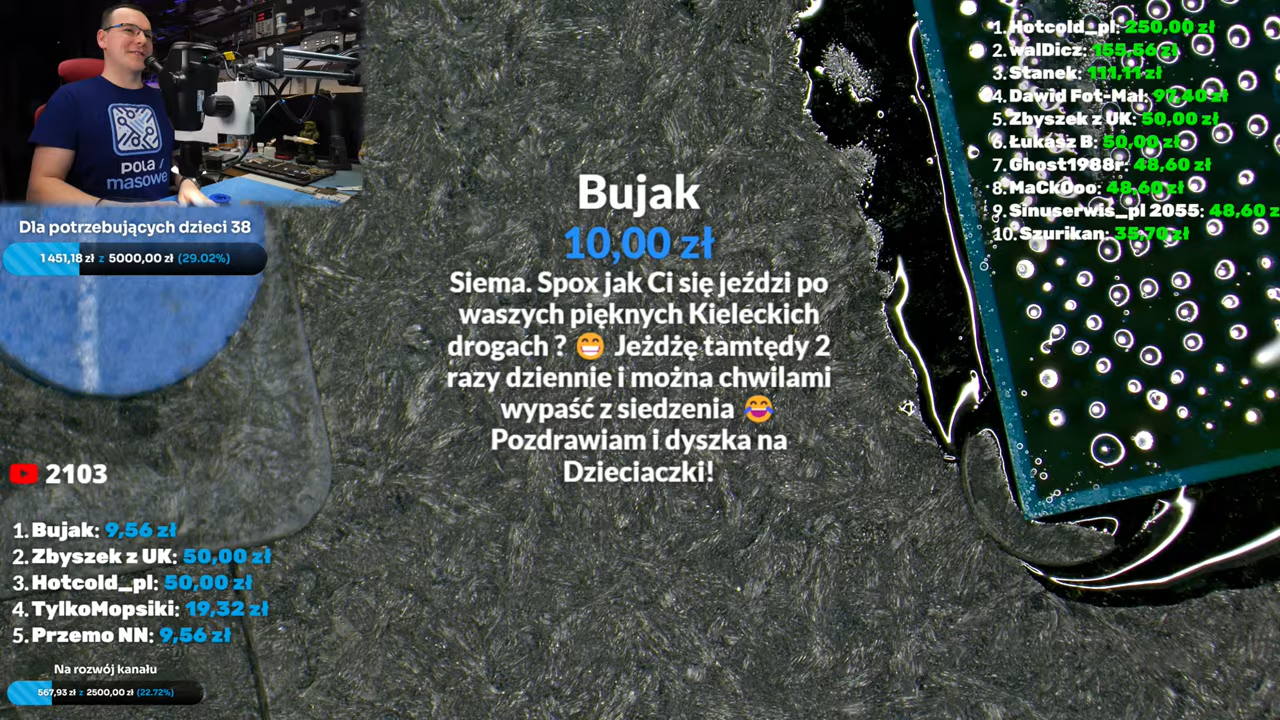 pola /
masowe
Dla potrzebujących dzieci 38
1 451,18 zł z 5000,00 zł (29.02%)
2103
1. Bujak: 9,56 zł
2. Zbyszek z UK: 50,00 zł
3. Hotcold_pl: 50,00 zł
4. TylkoMopsiki: 19,32 zł
5. Przemo NN: 9,56 zł
Na rozwój kanału
567,93 zł z 2500,00 zł (22.72%)
Bujak
10,00 zł
Siema. Spox jak Ci się jeździ po
waszych pięknych Kieleckich
drogach ? 😁 Jeżdżę tamtędy 2
razy dziennie i można chwilami
wypaść z siedzenia 😂
Pozdrawiam i dyszka na
Dzieciaczki!
1. Hotcold_pl: 250,00 zł
2. walDicz: 155,56 zł
3. Stanek: 111,11 zł
4. Dawid Fot-Mal: 97,40 zł
5. Zbyszek z UK: 50,00 zł
6. Łukasz B: 50,00 zł
7. Ghost1988r: 48,60 zł
8. MaCkOoo: 48,60 zł
9. Sinuserwis_pl 2055: 48,60 z
10. Szurikan: 35,70 zł